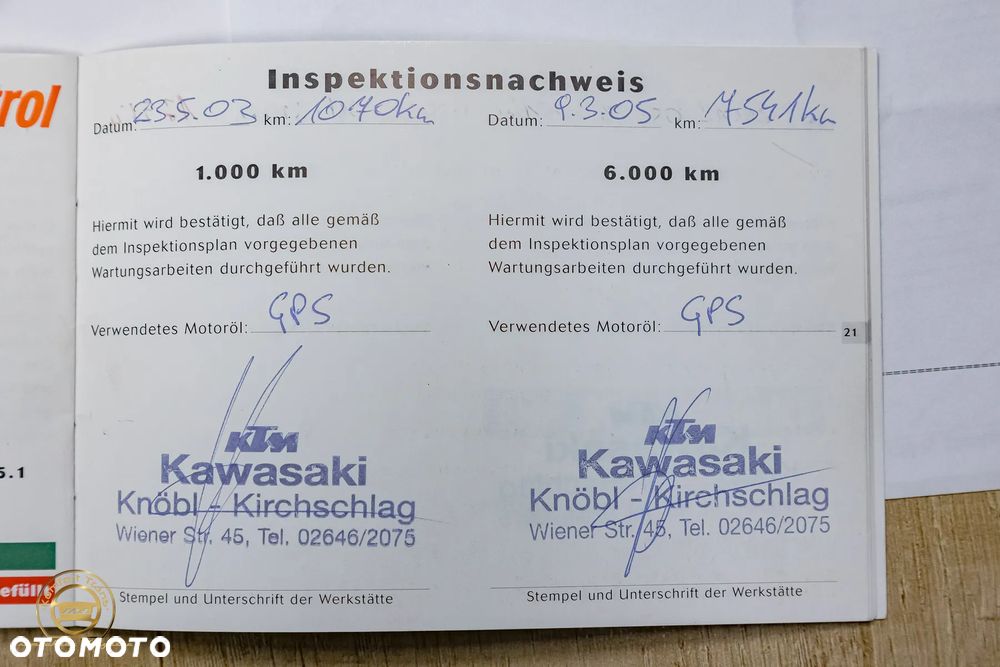 rol
5.1
efüllt
Inspektionsnachweis
Datum: 23.5.03 km: 1070km
1.000 km
Hiermit wird bestätigt, daß alle gemäß
dem Inspektionsplan vorgegebenen
Wartungsarbeiten durchgeführt wurden.
Verwendetes Motoröl: GPS
KTM
Kawasaki
Knöbl - Kirchschlag
Wiener Str. 45, Tel. 02646/2075
Stempel und Unterschrift der Werkstätte
Datum: 9.3.05 km: 7541km
6.000 km
Hiermit wird bestätigt, daß alle gemäß
dem Inspektionsplan vorgegebenen
Wartungsarbeiten durchgeführt wurden.
Verwendetes Motoröl: GPS
KTM
Kawasaki
Knöbl - Kirchschlag
Wiener Str. 45, Tel. 02646/2075
Stempel und Unterschrift der Werkstätte
21
OTOMOTO